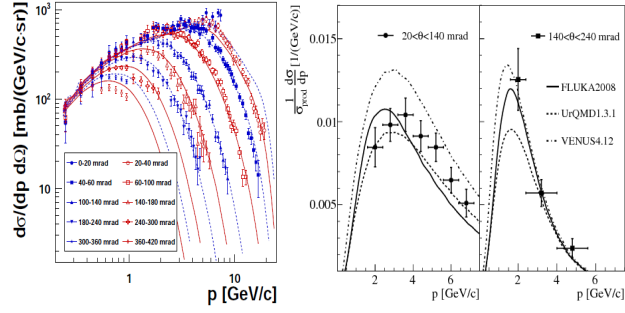 dσ/(dp dΩ) [mb/(GeV/c·sr)]
10³
10²
10
0-20 mrad
20-40 mrad
40-60 mrad
60-100 mrad
100-140 mrad
140-180 mrad
180-240 mrad
240-300 mrad
300-360 mrad
360-420 mrad
1
10
p [GeV/c]
1/σprod dσ/dp [1/(GeV/c)]
0.015
0.01
0.005
20<θ<140 mrad
0 2 4 6
p [GeV/c]
140<θ<240 mrad
FLUKA2008
UrQMD1.3.1
VENUS4.12
0 2 4 6
p [GeV/c]